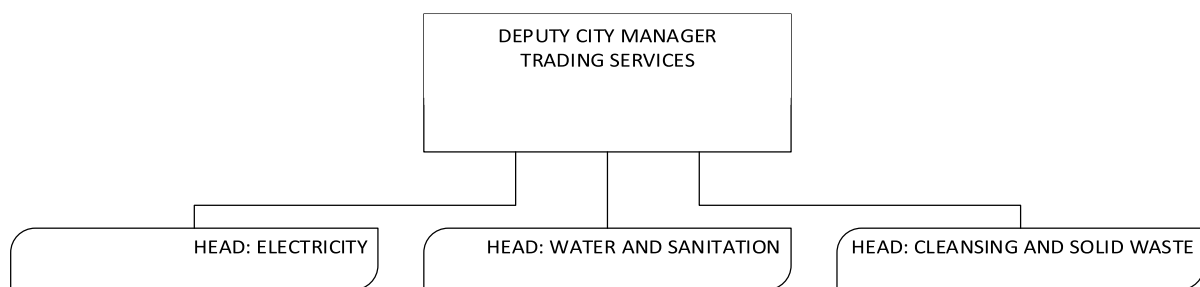 DEPUTY CITY MANAGER
TRADING SERVICES
HEAD: ELECTRICITY
HEAD: WATER AND SANITATION
HEAD: CLEANSING AND SOLID WASTE